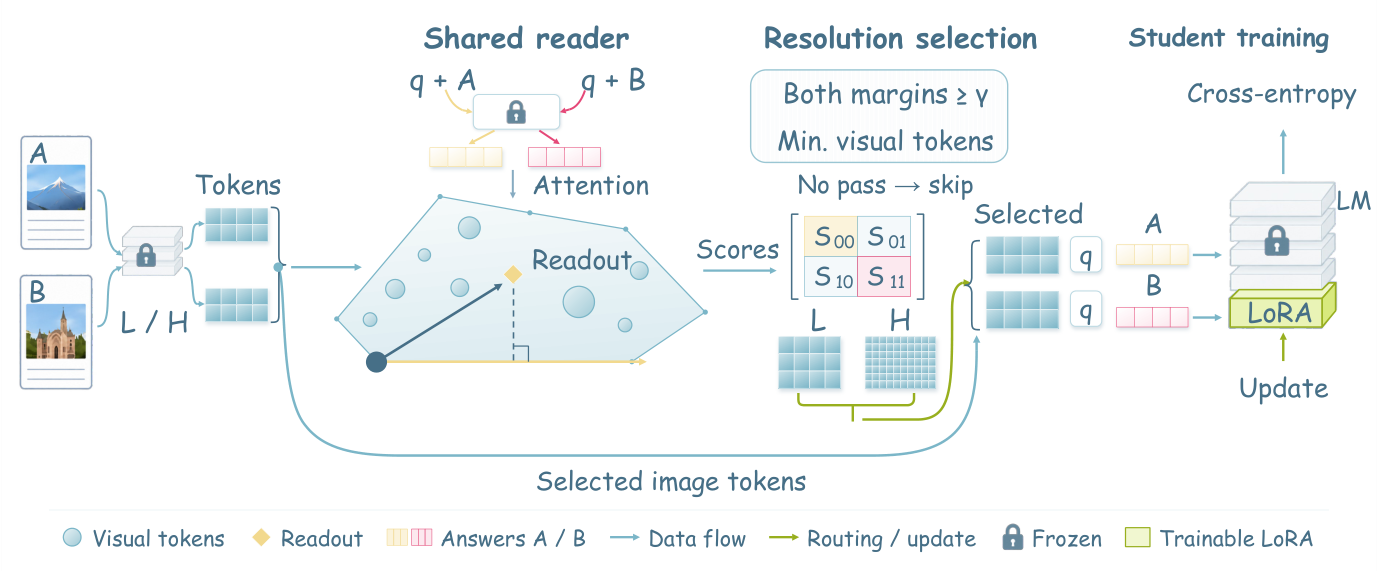 Shared reader
Resolution selection
Student training
q + A
q + B
Both margins ≥ γ
Min. visual tokens
Cross-entropy
A
Tokens
Attention
No pass → skip
LM
Selected
A
q
Readout
Scores
S00 S01
S10 S11
B
B
q
L / H
L
H
LoRA
Update
Selected image tokens
Visual tokens
Readout
Answers A / B
Data flow
Routing / update
Frozen
Trainable LoRA